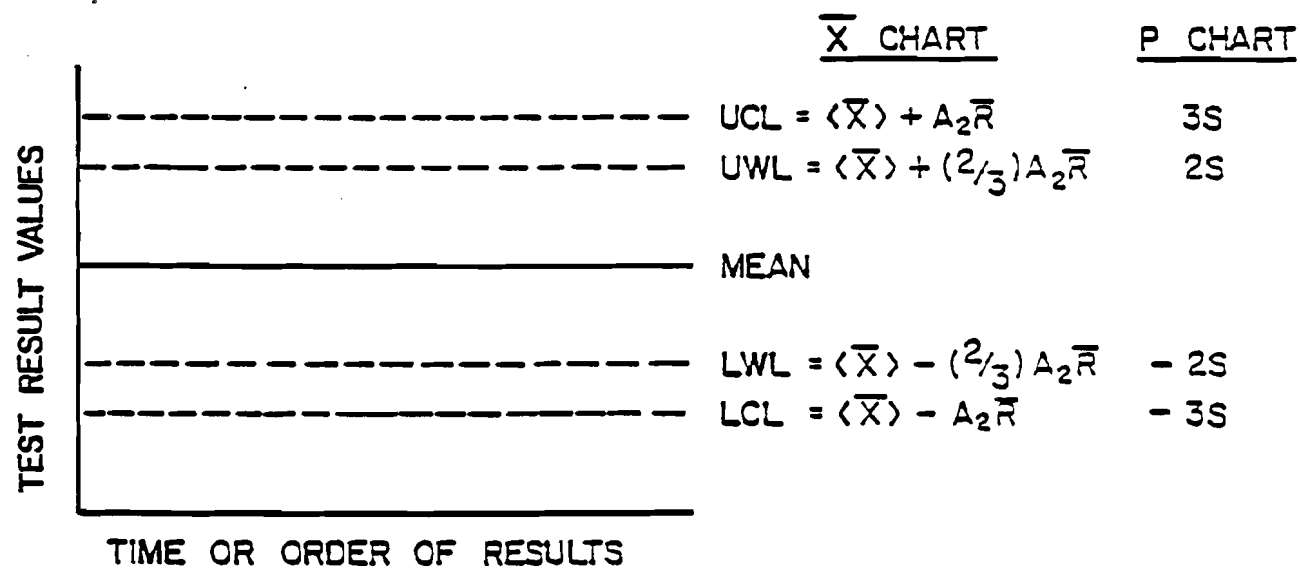 X̅ CHART P CHART
UCL = ⟨X̅⟩ + A₂R̅ 3S
UWL = ⟨X̅⟩ + (2/3)A₂R̅ 2S
MEAN
LWL = ⟨X̅⟩ - (2/3)A₂R̅ - 2S
LCL = ⟨X̅⟩ - A₂R̅ - 3S
TEST RESULT VALUES
TIME OR ORDER OF RESULTS